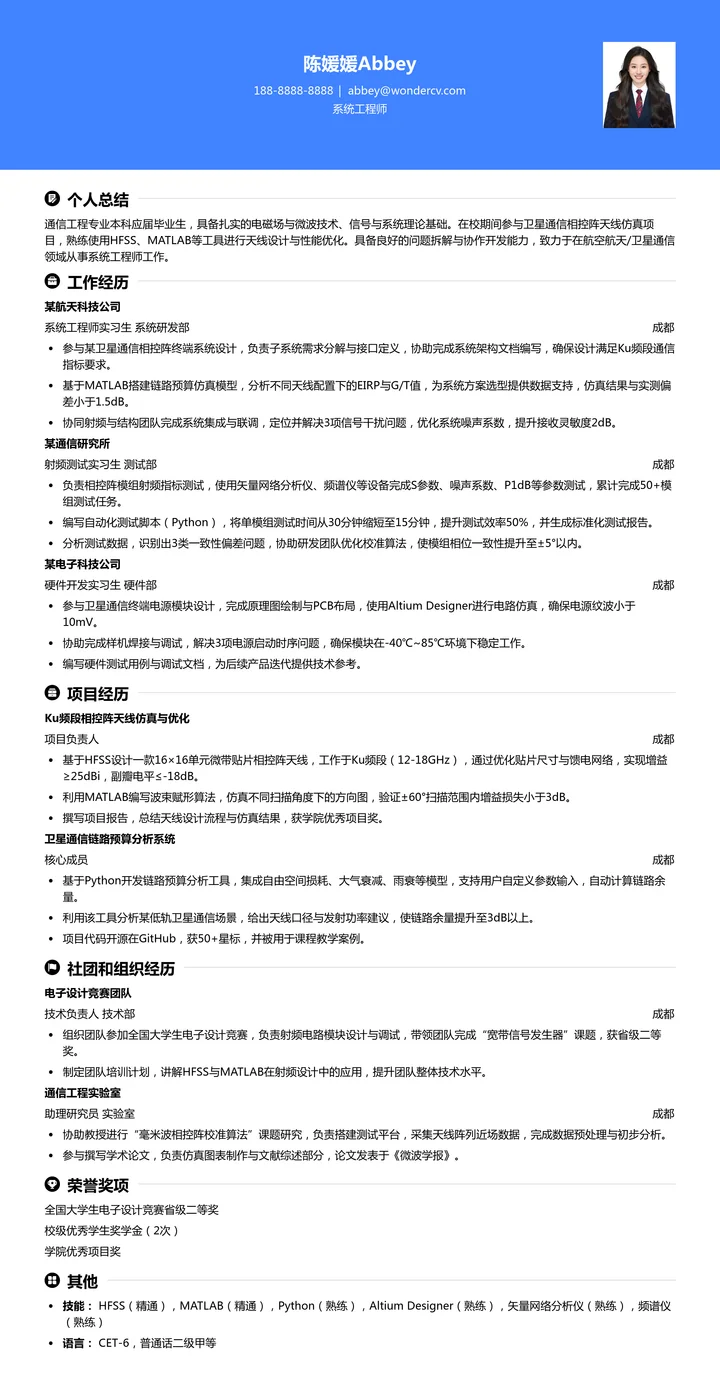 陈媛媛Abbey
188-8888-8888 | abbey@wondercv.com
系统工程师
个人总结
通信工程专业本科应届毕业生，具备扎实的电磁场与微波技术、信号与系统理论基础。在校期间参与卫星通信相控阵天线仿真项
目，熟练使用HFSS、MATLAB等工具进行天线设计与性能优化。具备良好的问题拆解与协作开发能力，致力于在航空航天/卫星通信
领域从事系统工程师工作。
工作经历
某航天科技公司
系统工程师实习生 系统研发部 成都
• 参与某卫星通信相控阵终端系统设计，负责子系统需求分解与接口定义，协助完成系统架构文档编写，确保设计满足Ku频段通信
指标要求。
• 基于MATLAB搭建链路预算仿真模型，分析不同天线配置下的EIRP与G/T值，为系统方案选型提供数据支持，仿真结果与实测偏
差小于1.5dB。
• 协同射频与结构团队完成系统集成与联调，定位并解决3项信号干扰问题，优化系统噪声系数，提升接收灵敏度2dB。
某通信研究所
射频测试实习生 测试部 成都
• 负责相控阵模组射频指标测试，使用矢量网络分析仪、频谱仪等设备完成S参数、噪声系数、P1dB等参数测试，累计完成50+模
组测试任务。
• 编写自动化测试脚本（Python），将单模组测试时间从30分钟缩短至15分钟，提升测试效率50%，并生成标准化测试报告。
• 分析测试数据，识别出3类一致性偏差问题，协助研发团队优化校准算法，使模组相位一致性提升至±5°以内。
某电子科技公司
硬件开发实习生 硬件部 成都
• 参与卫星通信终端电源模块设计，完成原理图绘制与PCB布局，使用Altium Designer进行电路仿真，确保电源纹波小于
10mV。
• 协助完成样机焊接与调试，解决3项电源启动时序问题，确保模块在-40℃~85℃环境下稳定工作。
• 编写硬件测试用例与调试文档，为后续产品迭代提供技术参考。
项目经历
Ku频段相控阵天线仿真与优化
项目负责人 成都
• 基于HFSS设计一款16×16单元微带贴片相控阵天线，工作于Ku频段（12-18GHz），通过优化贴片尺寸与馈电网络，实现增益
≥25dBi，副瓣电平≤-18dB。
• 利用MATLAB编写波束赋形算法，仿真不同扫描角度下的方向图，验证±60°扫描范围内增益损失小于3dB。
• 撰写项目报告，总结天线设计流程与仿真结果，获学院优秀项目奖。
卫星通信链路预算分析系统
核心成员 成都
• 基于Python开发链路预算分析工具，集成自由空间损耗、大气衰减、雨衰等模型，支持用户自定义参数输入，自动计算链路余
量。
• 利用该工具分析某低轨卫星通信场景，给出天线口径与发射功率建议，使链路余量提升至3dB以上。
• 项目代码开源在GitHub，获50+星标，并被用于课程教学案例。
社团和组织经历
电子设计竞赛团队
技术负责人 技术部 成都
• 组织团队参加全国大学生电子设计竞赛，负责射频电路模块设计与调试，带领团队完成“宽带信号发生器”课题，获省级二等
奖。
• 制定团队培训计划，讲解HFSS与MATLAB在射频设计中的应用，提升团队整体技术水平。
通信工程实验室
助理研究员 实验室 成都
• 协助教授进行“毫米波相控阵校准算法”课题研究，负责搭建测试平台，采集天线阵列近场数据，完成数据预处理与初步分析。
• 参与撰写学术论文，负责仿真图表制作与文献综述部分，论文发表于《微波学报》。
荣誉奖项
全国大学生电子设计竞赛省级二等奖
校级优秀学生奖学金（2次）
学院优秀项目奖
其他
• 技能： HFSS（精通），MATLAB（精通），Python（熟练），Altium Designer（熟练），矢量网络分析仪（熟练），频谱仪
（熟练）
• 语言： CET-6，普通话二级甲等